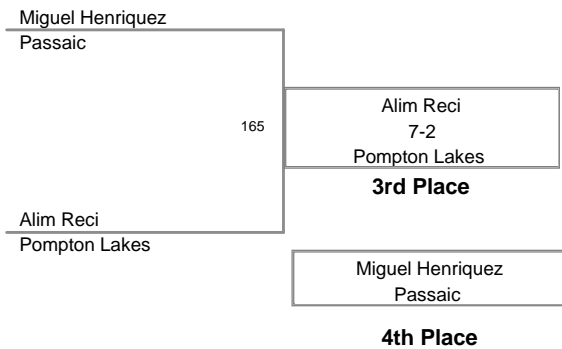 Miguel Henriquez
Passaic
165
Alim Reci
7-2
Pompton Lakes
3rd Place
Alim Reci
Pompton Lakes
Miguel Henriquez
Passaic
4th Place